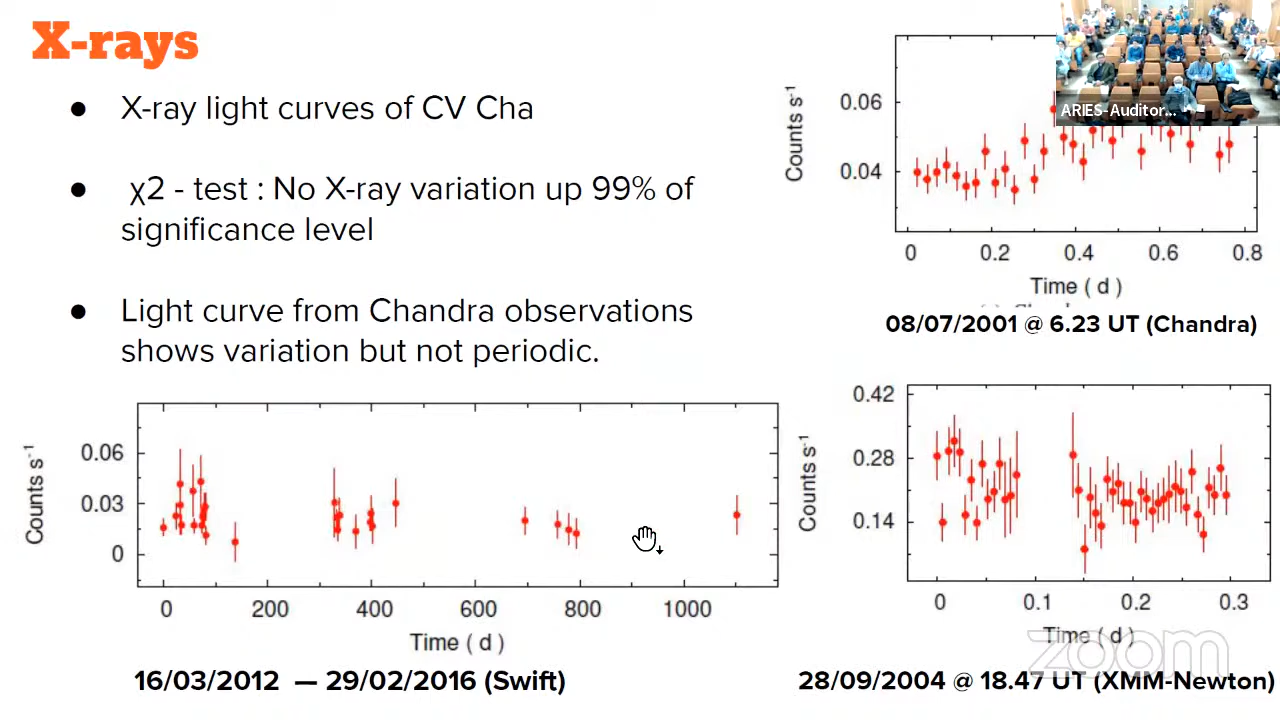 X-rays
● X-ray light curves of CV Cha
● χ2 - test : No X-ray variation up 99% of
significance level
● Light curve from Chandra observations
shows variation but not periodic.
ARIES-Auditor...
Counts s⁻¹
0.06
0.04
0 0.2 0.4 0.6 0.8
Time ( d )
08/07/2001 @ 6.23 UT (Chandra)
Counts s⁻¹
0.06
0.03
0
0 200 400 600 800 1000
Time ( d )
16/03/2012 — 29/02/2016 (Swift)
Counts s⁻¹
0.42
0.28
0.14
0 0.1 0.2 0.3
Time ( d )
zoom
28/09/2004 @ 18.47 UT (XMM-Newton)